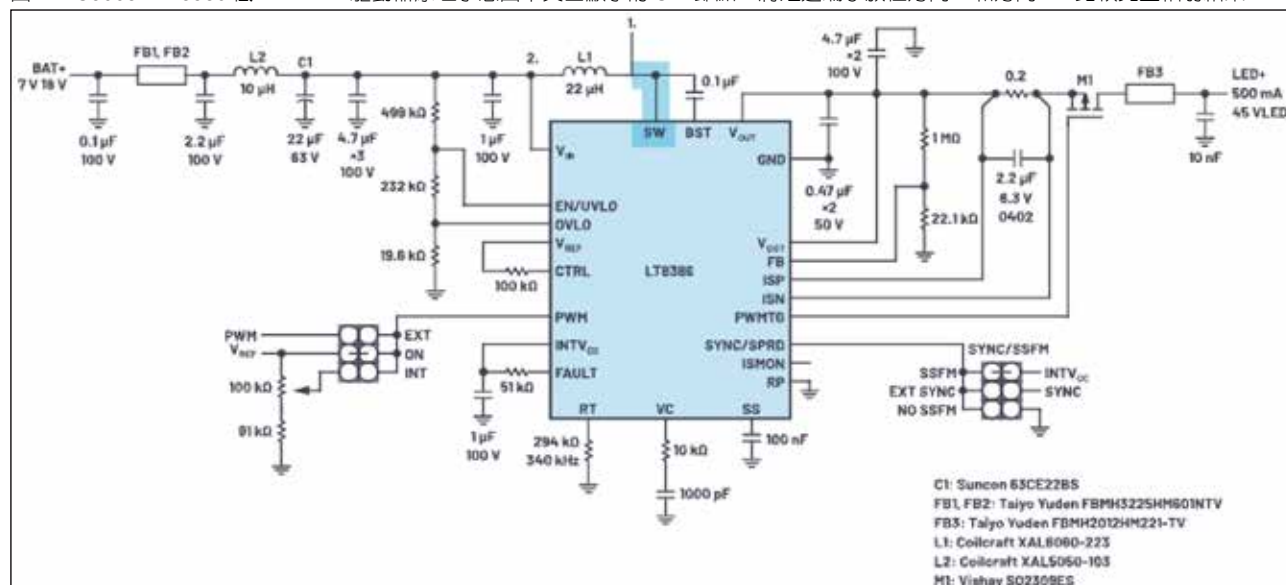 1.
FB1, FB2
L2
C1
2.
L1
4.7 µF
×2
100 V
0.2
M1
FB3
BAT+
7 V 18 V
10 µH
22 µH
0.1 µF
LED+
500 mA
45 VLED
0.1 µF
100 V
2.2 µF
100 V
22 µF
63 V
4.7 µF
×3
100 V
499 kΩ
1 µF
100 V
SW
BST
VOUT
VIN
GND
1 MΩ
2.2 µF
6.3 V
0402
10 nF
232 kΩ
EN/UVLO
OVLO
0.47 µF
×2
50 V
22.1 kΩ
19.6 kΩ
VREF
CTRL
100 kΩ
LT8386
FB
ISP
ISN
PWM
PWMTG
PWM
VREF
EXT
ON
INT
100 kΩ
91 kΩ
INTVCC
FAULT
51 kΩ
1 µF
100 V
SYNC/SPRD
ISMON
RP
SYNC/SSFM
SSFM
EXT SYNC
NO SSFM
INTVCC
SYNC
RT
VC
SS
294 kΩ
340 kHz
10 kΩ
100 nF
1000 pF
C1: Suncon 63CE22BS
FB1, FB2: Taiyo Yuden FBMH3225HM601NTV
FB3: Taiyo Yuden FBMH2012HM221-TV
L1: Coilcraft XAL6060-223
L2: Coilcraft XAL5050-103
M1: Vishay SQ2309ES